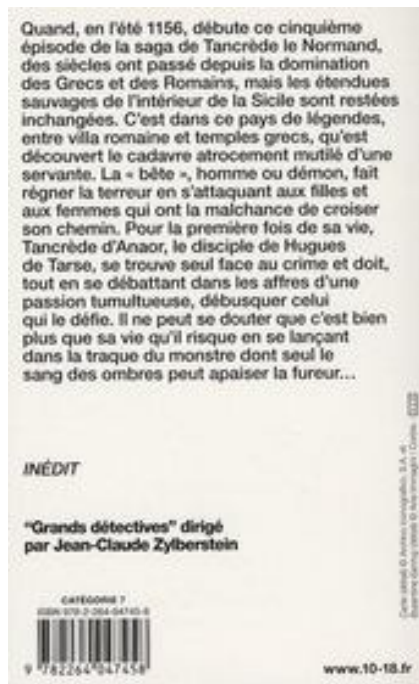 Quand, en l'été 1156, débute ce cinquième
épisode de la saga de Tancrède le Normand,
des siècles ont passé depuis la domination
des Grecs et des Romains, mais les étendues
sauvages de l'intérieur de la Sicile sont restées
inchangées. C'est dans ce pays de légendes,
entre villa romaine et temples grecs, qu'est
découvert le cadavre atrocement mutilé d'une
servante. La « bête », homme ou démon, fait
régner la terreur en s'attaquant aux filles et
aux femmes qui ont la malchance de croiser
son chemin. Pour la première fois de sa vie,
Tancrède d'Anaor, le disciple de Hugues
de Tarse, se trouve seul face au crime et doit,
tout en se débattant dans les affres d'une
passion tumultueuse, débusquer celui
qui le défie. Il ne peut se douter que c'est bien
plus que sa vie qu'il risque en se lançant
dans la traque du monstre dont seul le
sang des ombres peut apaiser la fureur...
INÉDIT
"Grands détectives" dirigé
par Jean-Claude Zylberstein
CATÉGORIE 7
ISBN 978-2-264-04745-8
9 782264 047458
www.10-18.fr